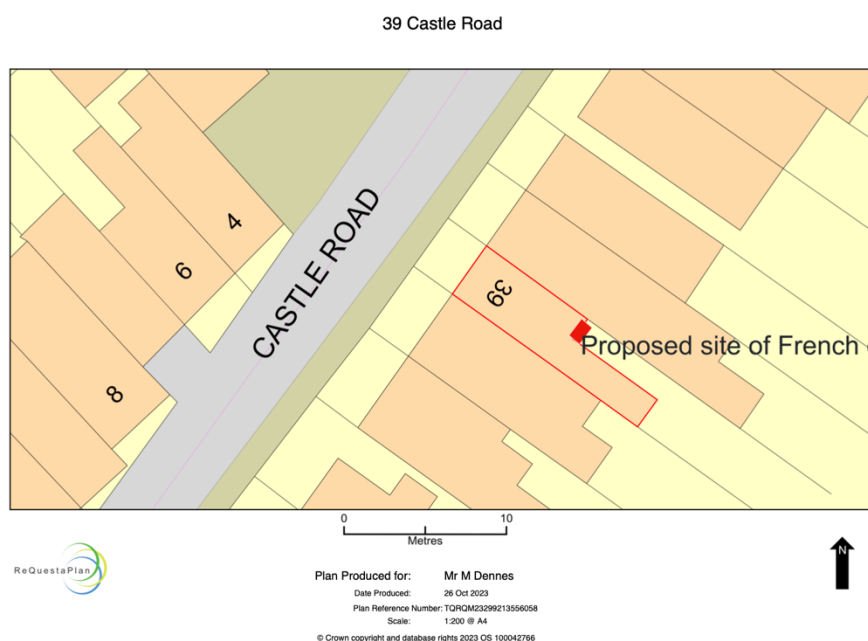 39 Castle Road
4
6
8
CASTLE ROAD
39
Proposed site of French
0 10
Metres
N
ReQuestaPlan
Plan Produced for: Mr M Dennes
Date Produced: 26 Oct 2023
Plan Reference Number: TQRQM23299213556058
Scale: 1:200 @ A4
© Crown copyright and database rights 2023 OS 100042766